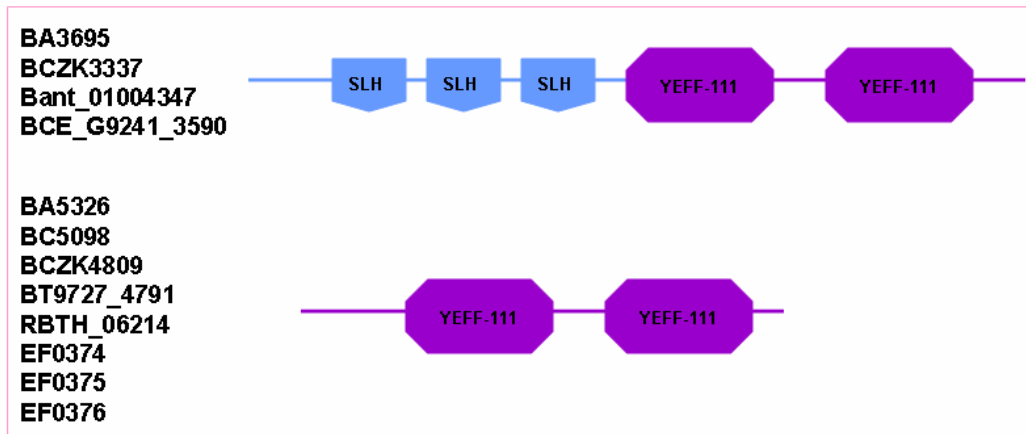 BA3695
BCZK3337
Bant_01004347
BCE_G9241_3590
SLH SLH SLH YEFF-111 YEFF-111
BA5326
BC5098
BCZK4809
BT9727_4791
RBTH_06214
EF0374
EF0375
EF0376
YEFF-111 YEFF-111